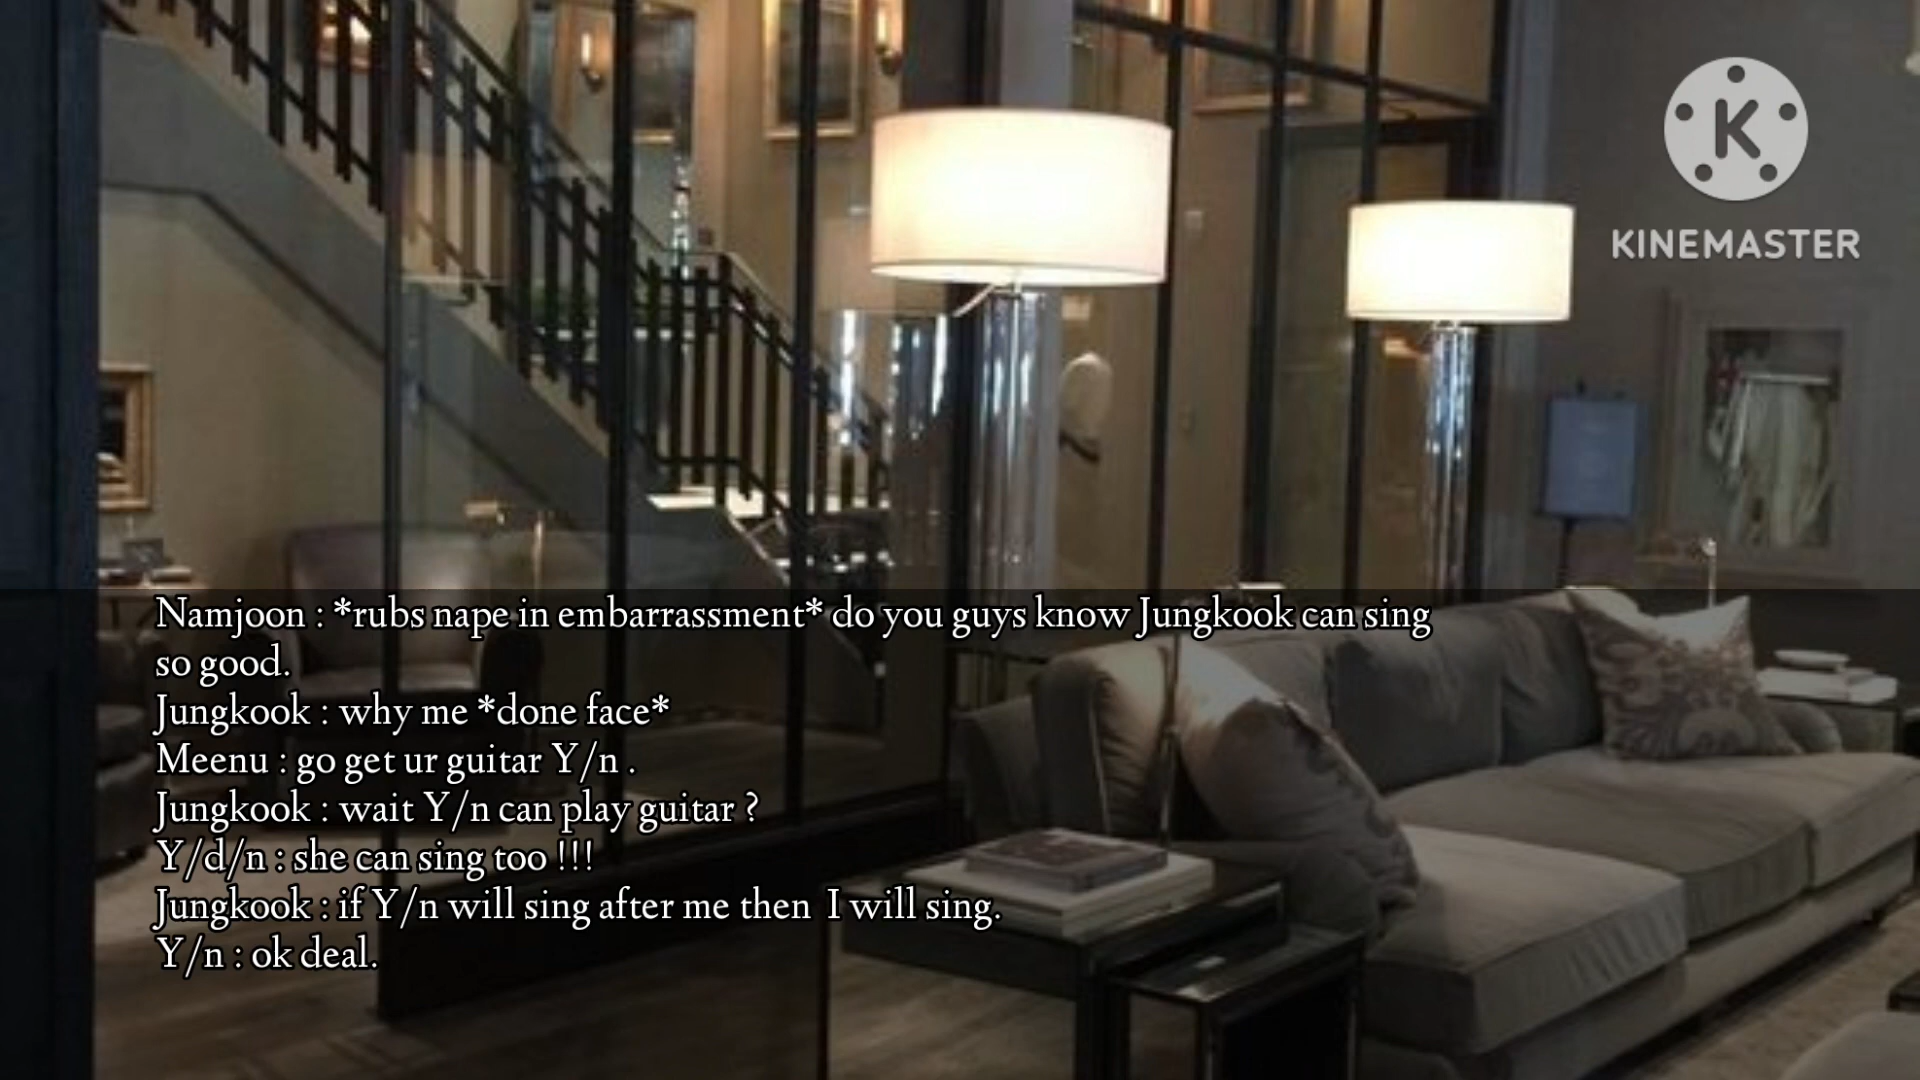 KINEMASTER
Namjoon : *rubs nape in embarrassment* do you guys know Jungkook can sing
so good.
Jungkook : why me *done face*
Meenu : go get ur guitar Y/n .
Jungkook : wait Y/n can play guitar ?
Y/d/n : she can sing too !!!
Jungkook : if Y/n will sing after me then  I will sing.
Y/n : ok deal.